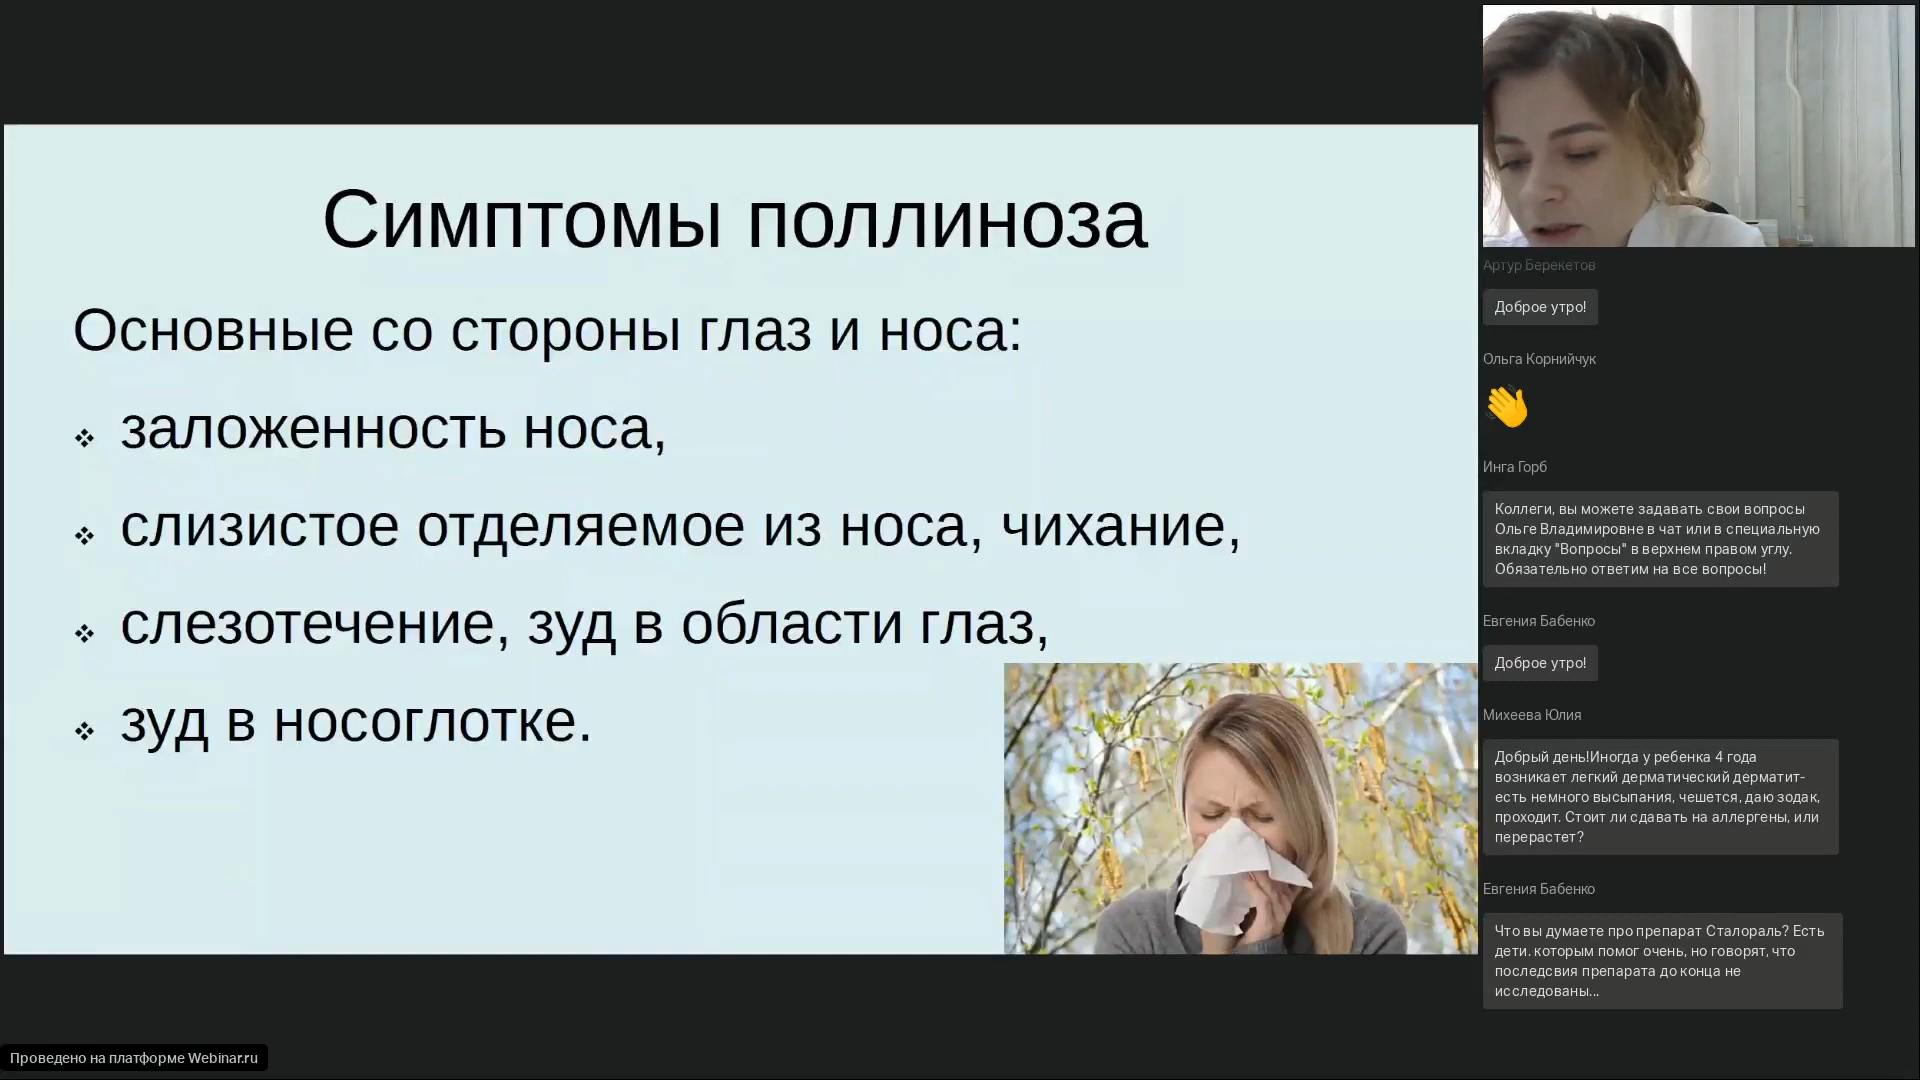 Симптомы поллиноза
Основные со стороны глаз и носа:
❖ заложенность носа,
❖ слизистое отделяемое из носа, чихание,
❖ слезотечение, зуд в области глаз,
❖ зуд в носоглотке.
Артур Берекетов
Доброе утро!
Ольга Корнийчук
👋
Инга Горб
Коллеги, вы можете задавать свои вопросы
Ольге Владимировне в чат или в специальную
вкладку "Вопросы" в верхнем правом углу.
Обязательно ответим на все вопросы!
Евгения Бабенко
Доброе утро!
Михеева Юлия
Добрый день!Иногда у ребенка 4 года
возникает легкий дерматический дерматит-
есть немного высыпания, чешется, даю зодак,
проходит. Стоит ли сдавать на аллергены, или
перерастет?
Евгения Бабенко
Что вы думаете про препарат Сталораль? Есть
дети. которым помог очень, но говорят, что
последсвия препарата до конца не
исследованы...
Проведено на платформе Webinar.ru